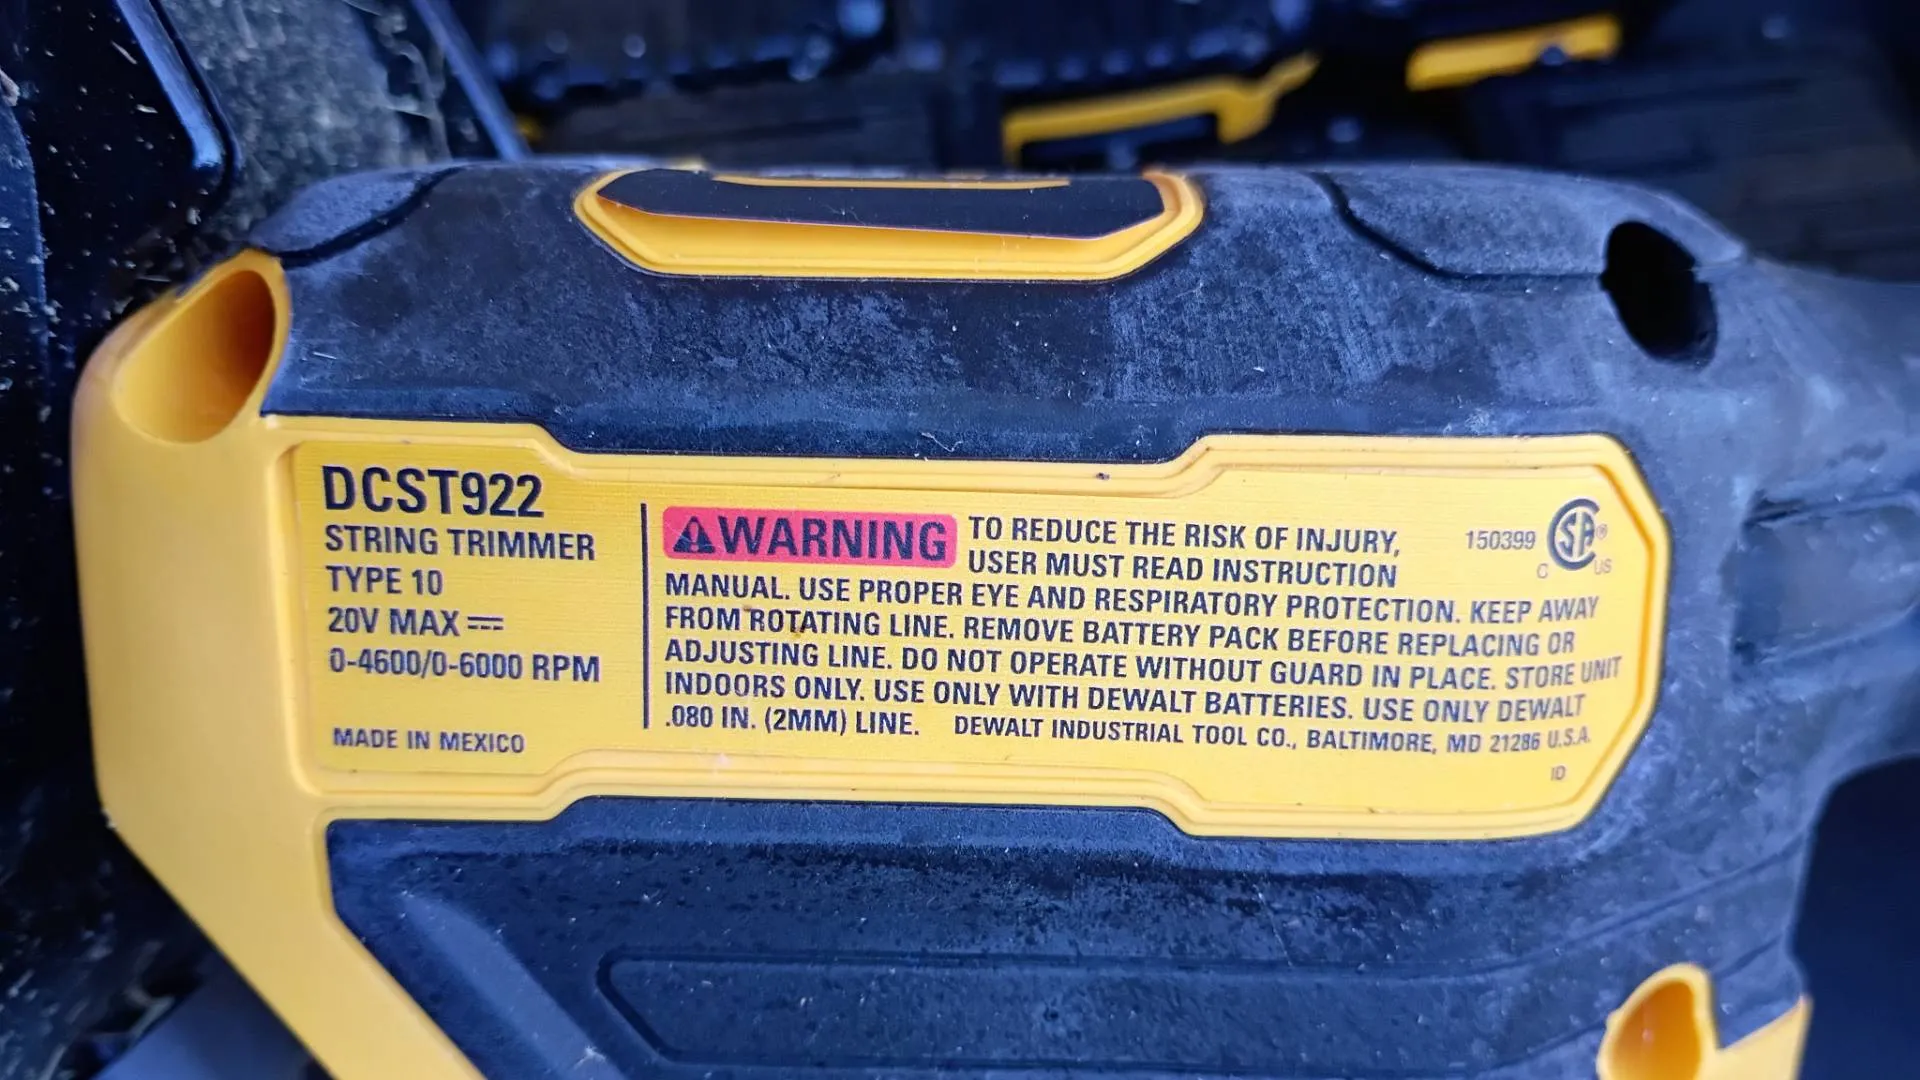 DCST922
STRING TRIMMER
TYPE 10
20V MAX
0-4600/0-6000 RPM
MADE IN MEXICO
WARNING TO REDUCE THE RISK OF INJURY,
USER MUST READ INSTRUCTION
MANUAL. USE PROPER EYE AND RESPIRATORY PROTECTION. KEEP AWAY
FROM ROTATING LINE. REMOVE BATTERY PACK BEFORE REPLACING OR
ADJUSTING LINE. DO NOT OPERATE WITHOUT GUARD IN PLACE. STORE UNIT
INDOORS ONLY. USE ONLY WITH DEWALT BATTERIES. USE ONLY DEWALT
.080 IN. (2MM) LINE. DEWALT INDUSTRIAL TOOL CO., BALTIMORE, MD 21286 U.S.A.
150399
C SA® US
ID